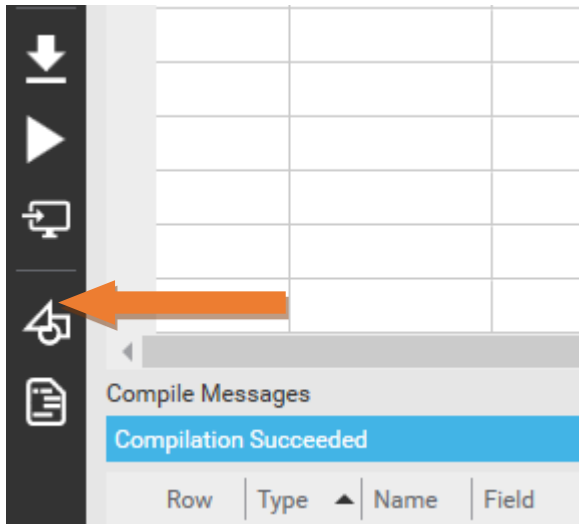 Compile Messages
Compilation Succeeded
Row Type Name Field